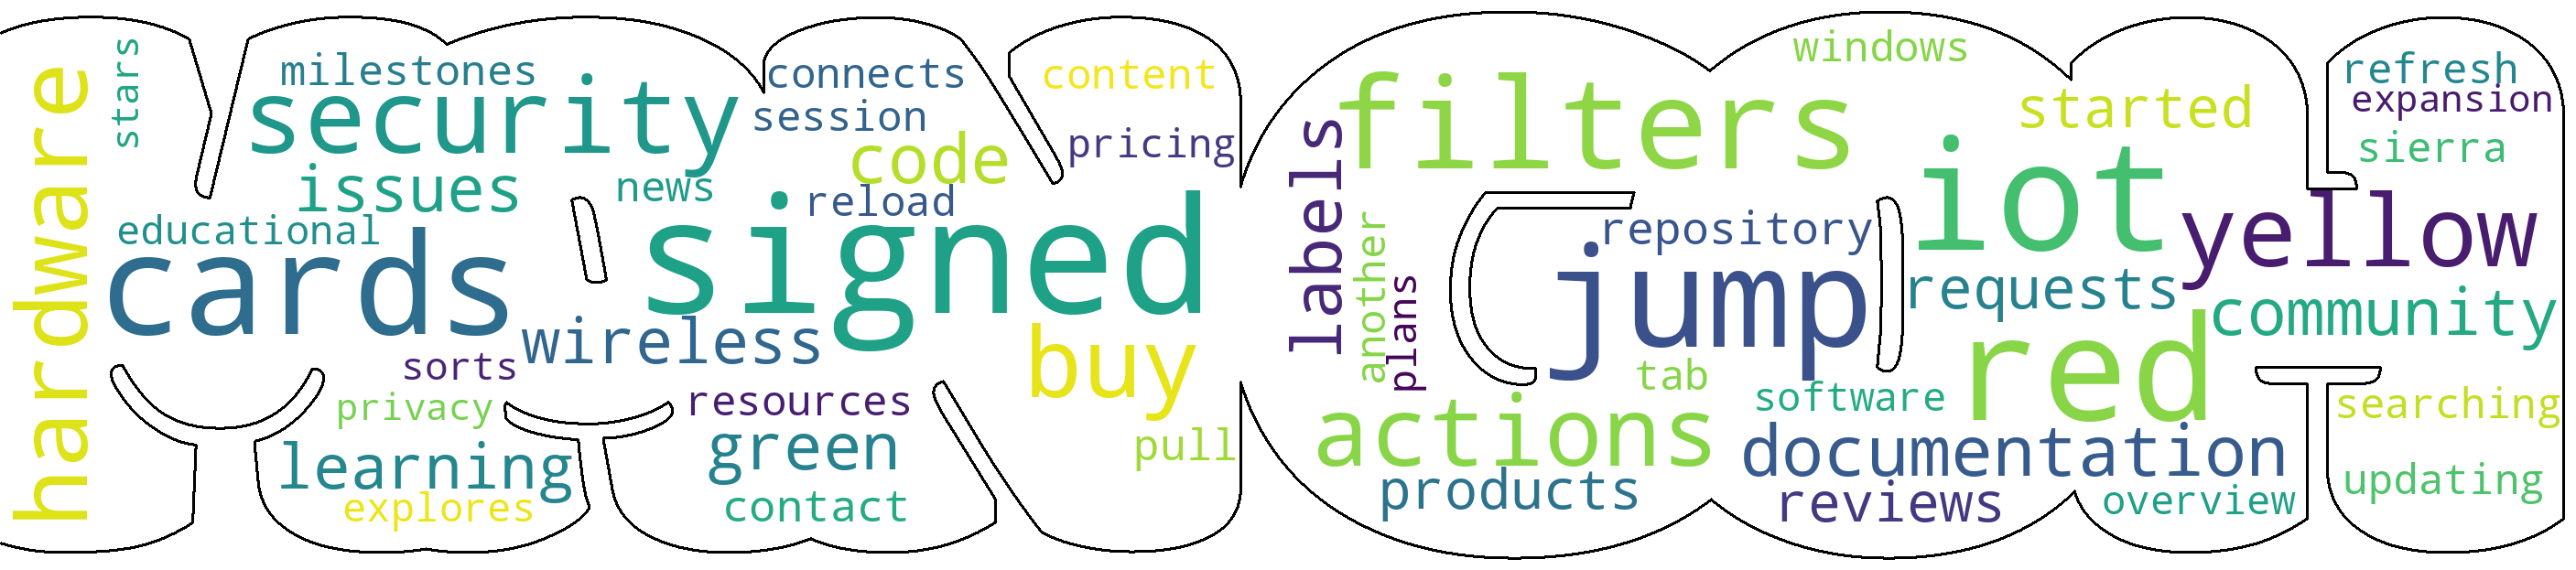 hardware
stars
milestones
security
issues
educational
cards
news
connects
session
code
reload
signed
content
pricing
wireless
buy
sorts
privacy
resources
learning
green
explores
contact
pull
labels
filters
windows
another
plans
repository
jump
started
iot
requests
refresh
expansion
sierra
yellow
community
red
tab
software
actions
documentation
products
reviews
overview
searching
updating